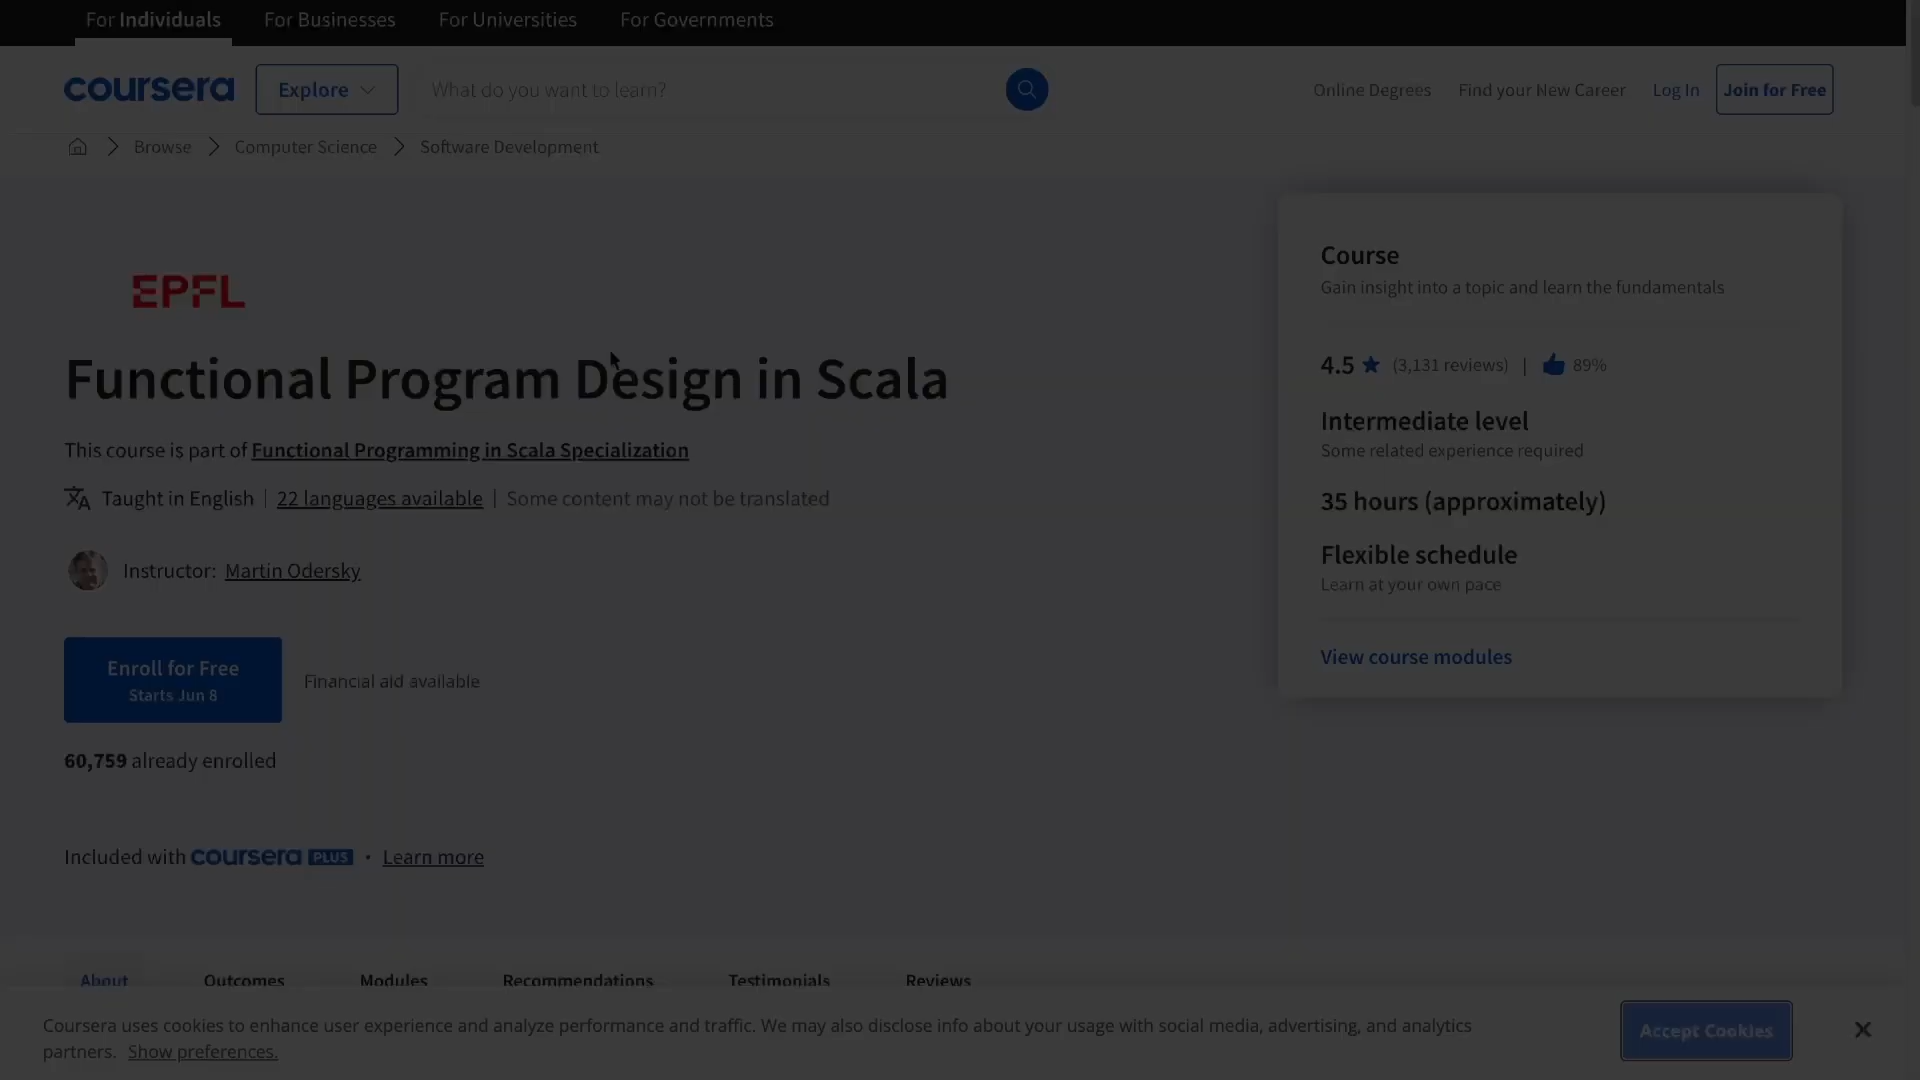 For Individuals For Businesses For Universities For Governments
coursera Explore What do you want to learn? Online Degrees Find your New Career Log In Join for Free
Browse Computer Science Software Development
EPFL
Functional Program Design in Scala
This course is part of Functional Programming in Scala Specialization
Taught in English | 22 languages available | Some content may not be translated
Instructor: Martin Odersky
Enroll for Free
Starts Jun 8
Financial aid available
60,759 already enrolled
Included with coursera PLUS • Learn more
Course
Gain insight into a topic and learn the fundamentals
4.5 (3,131 reviews) | 89%
Intermediate level
Some related experience required
35 hours (approximately)
Flexible schedule
Learn at your own pace
View course modules
About Outcomes Modules Recommendations Testimonials Reviews
Coursera uses cookies to enhance user experience and analyze performance and traffic. We may also disclose info about your usage with social media, advertising, and analytics
partners. Show preferences.
Accept Cookies